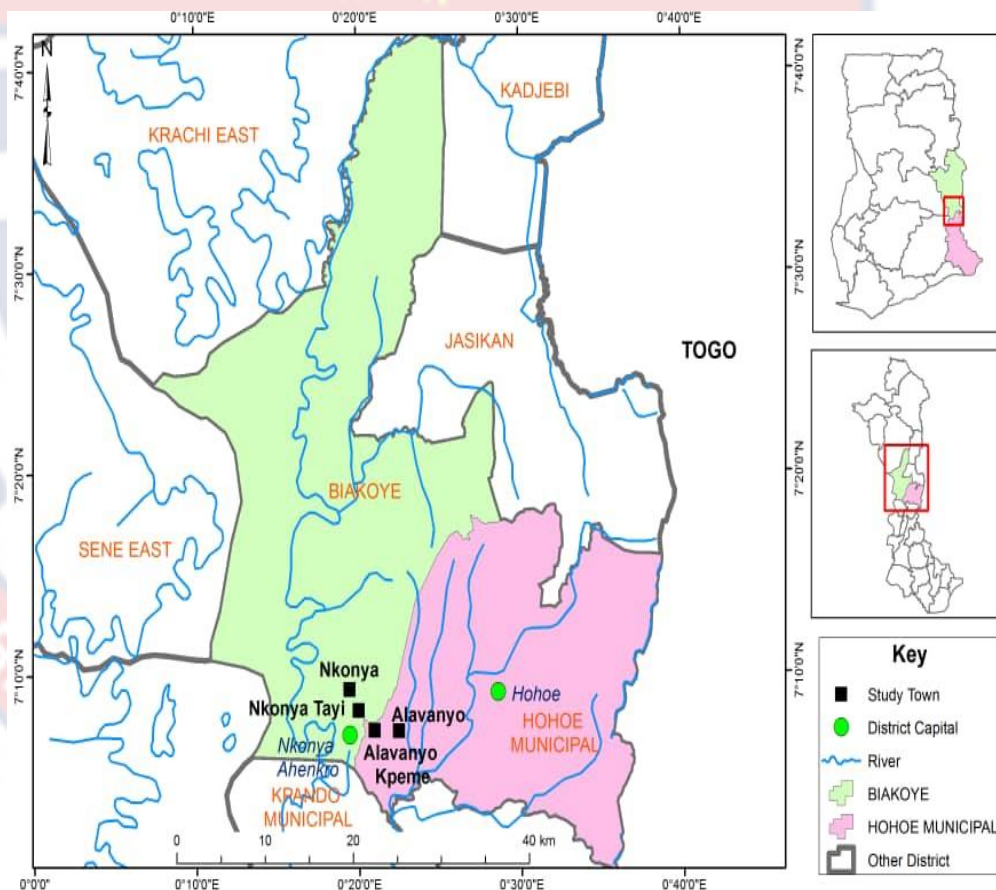 0°10'0"E
0°20'0"E
0°30'0"E
0°40'0"E
N
7°40'0"N
7°30'0"N
7°20'0"N
7°10'0"N
7°40'0"N
7°30'0"N
7°20'0"N
7°10'0"N
KRACHI EAST
KADJEBI
JASIKAN
TOGO
BIAKOYE
SENE EAST
Nkonya
Nkonya Tayi
Alavanyo
Hohoe
Nkonya
Ahenkro
Alavanyo
Kpeme
HOHOE
MUNICIPAL
KPANDO
MUNICIPAL
0 10 20 40 km
0°0'0"
0°10'0"E
0°20'0"E
0°30'0"E
0°40'0"E
Key
Study Town
District Capital
River
BIAKOYE
HOHOE MUNICIPAL
Other District